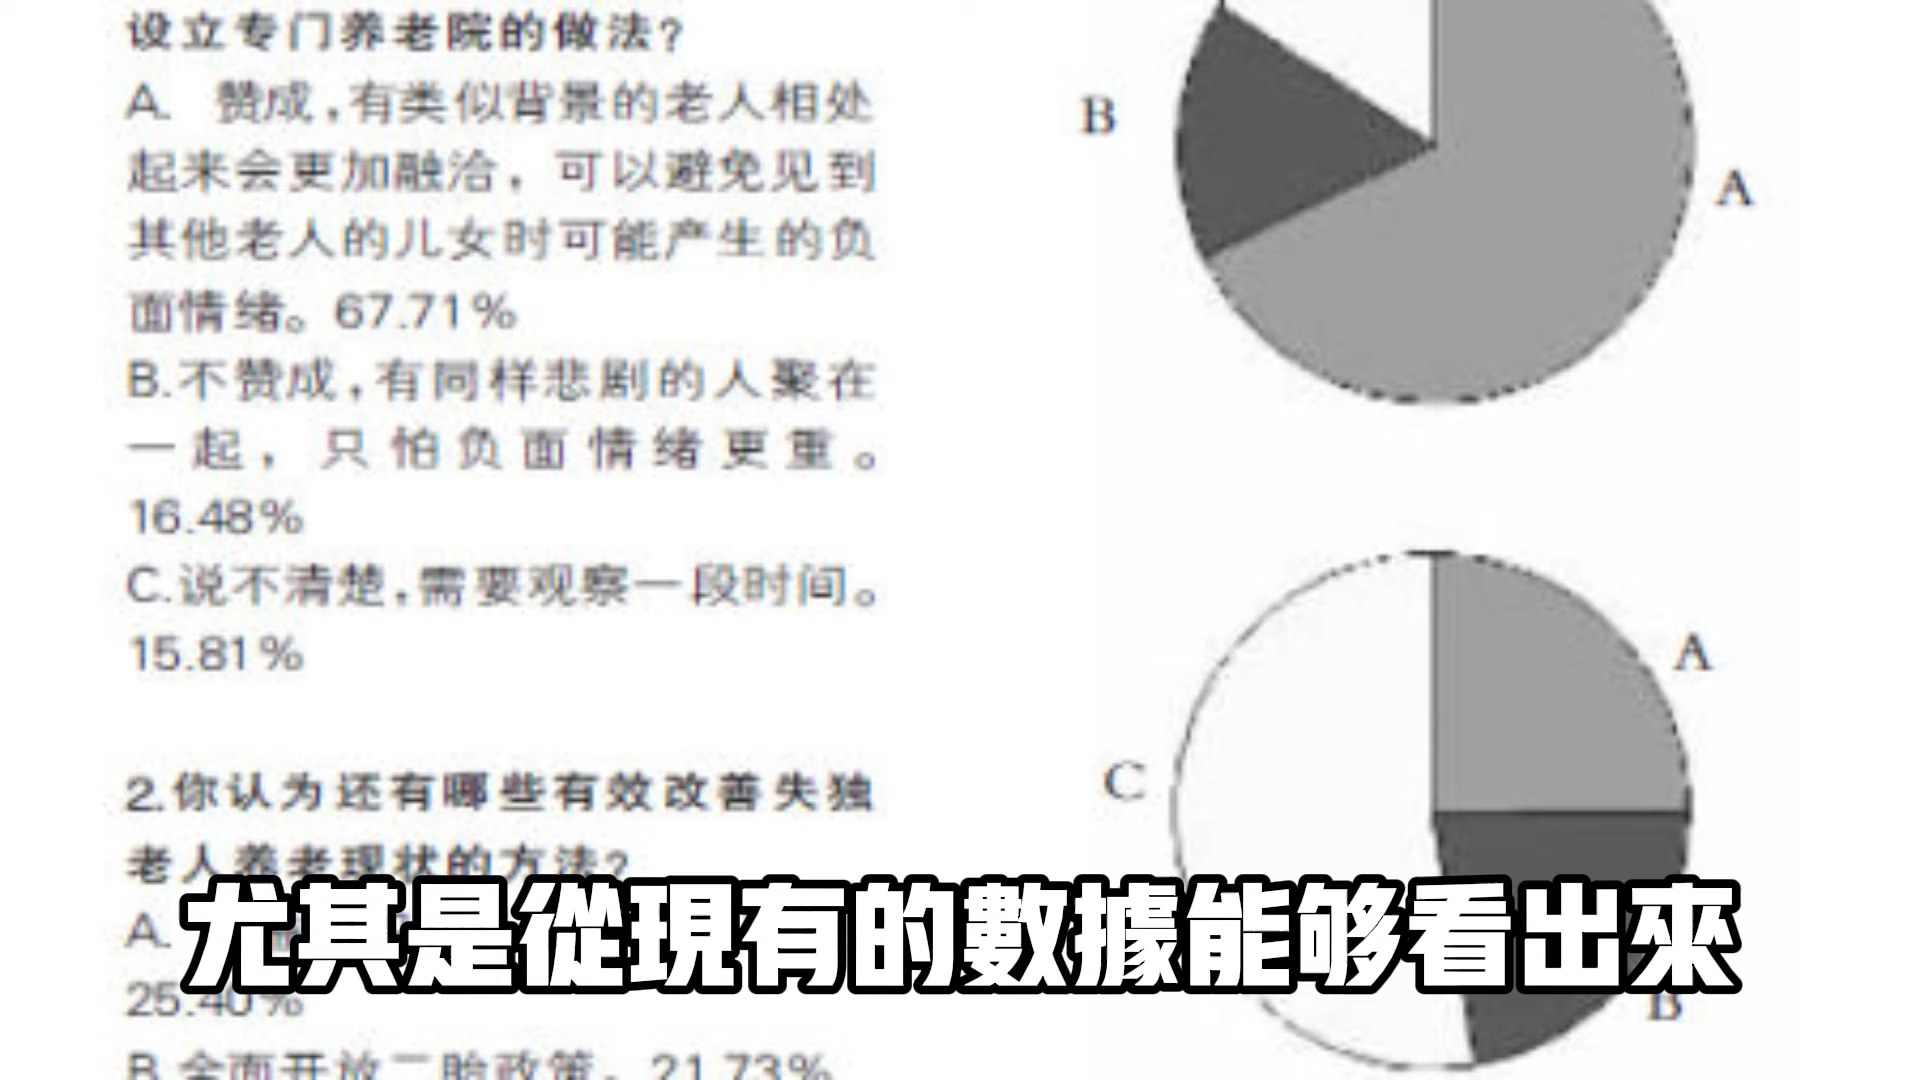 设立专门养老院的做法?
A. 赞成,有类似背景的老人相处
起来会更加融洽，可以避免见到
其他老人的儿女时可能产生的负
面情绪。67.71%
B.不赞成,有同样悲剧的人聚在
一起，只怕负面情绪更重。
16.48%
C.说不清楚,需要观察一段时间。
15.81%
2.你认为还有哪些有效改善失独
老人养老现状的方法?
A.
25.40%
B.全面开放二胎政策。21.73%
B
A
A
C
B
尤其是從現有的數據能够看出來